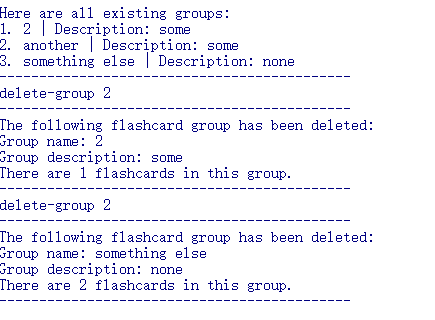 Here are all existing groups:
1. 2 | Description: some
2. another | Description: some
3. something else | Description: none
---------------------------------------
delete-group 2
---------------------------------------
The following flashcard group has been deleted:
Group name: 2
Group description: some
There are 1 flashcards in this group.
---------------------------------------
delete-group 2
---------------------------------------
The following flashcard group has been deleted:
Group name: something else
Group description: none
There are 2 flashcards in this group.
---------------------------------------